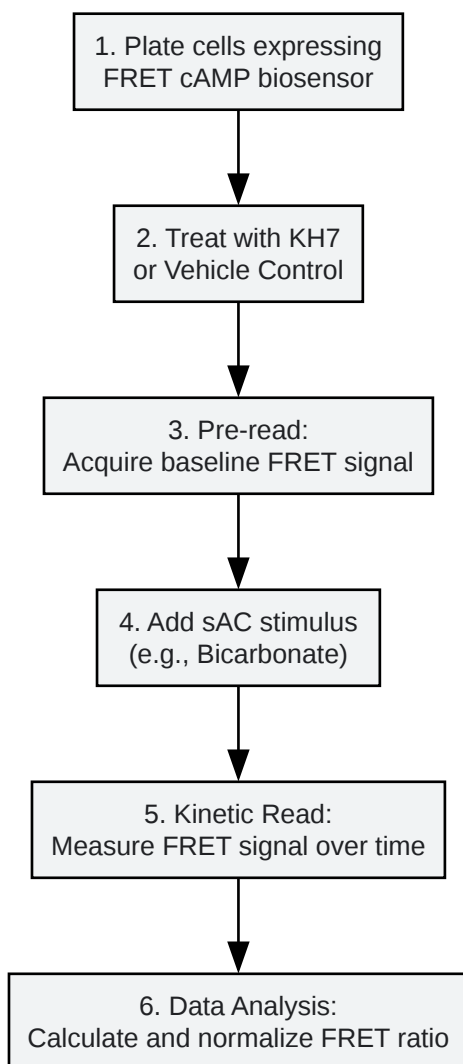 1. Plate cells expressing
FRET cAMP biosensor
2. Treat with KH7
or Vehicle Control
3. Pre-read:
Acquire baseline FRET signal
4. Add sAC stimulus
(e.g., Bicarbonate)
5. Kinetic Read:
Measure FRET signal over time
6. Data Analysis:
Calculate and normalize FRET ratio